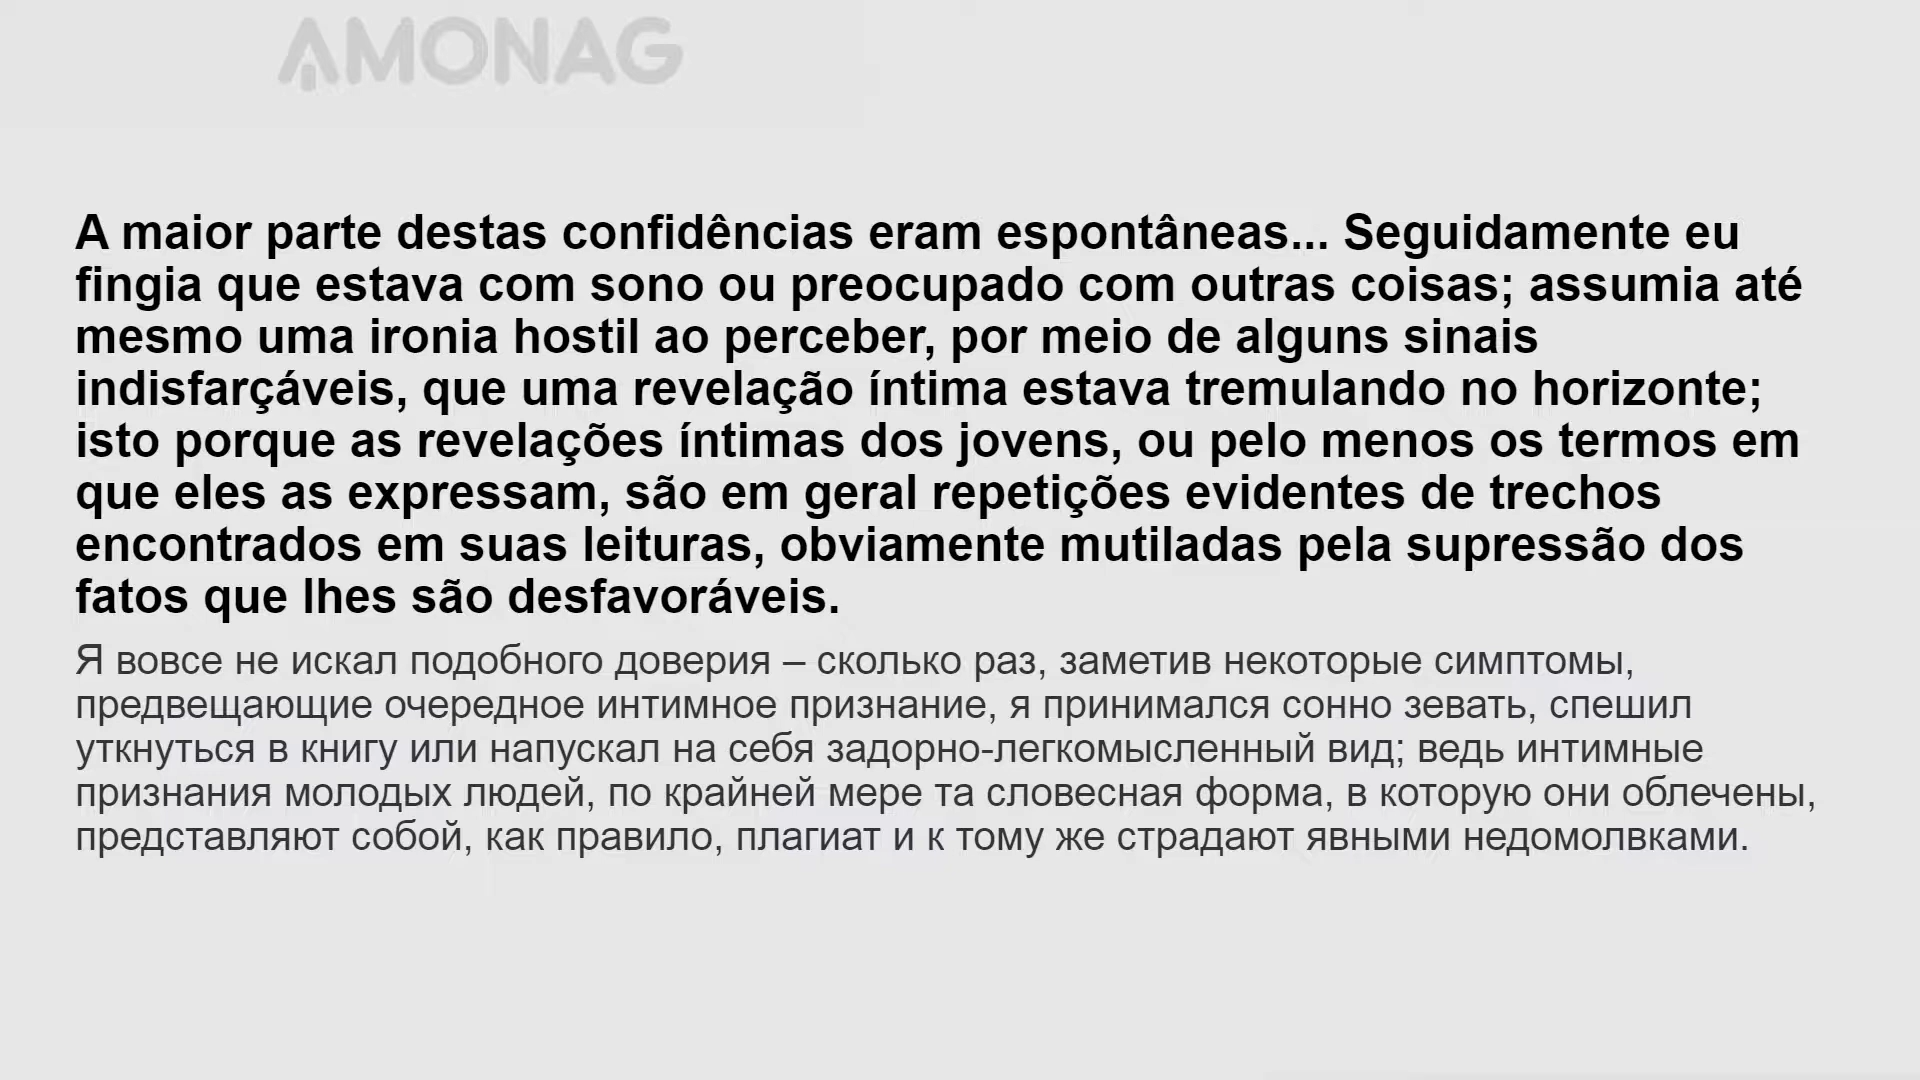 AMONAG
A maior parte destas confidências eram espontâneas... Seguidamente eu
fingia que estava com sono ou preocupado com outras coisas; assumia até
mesmo uma ironia hostil ao perceber, por meio de alguns sinais
indisfarçáveis, que uma revelação íntima estava tremulando no horizonte;
isto porque as revelações íntimas dos jovens, ou pelo menos os termos em
que eles as expressam, são em geral repetições evidentes de trechos
encontrados em suas leituras, obviamente mutiladas pela supressão dos
fatos que lhes são desfavoráveis.
Я вовсе не искал подобного доверия – сколько раз, заметив некоторые симптомы,
предвещающие очередное интимное признание, я принимался сонно зевать, спешил
уткнуться в книгу или напускал на себя задорно-легкомысленный вид; ведь интимные
признания молодых людей, по крайней мере та словесная форма, в которую они облечены,
представляют собой, как правило, плагиат и к тому же страдают явными недомолвками.